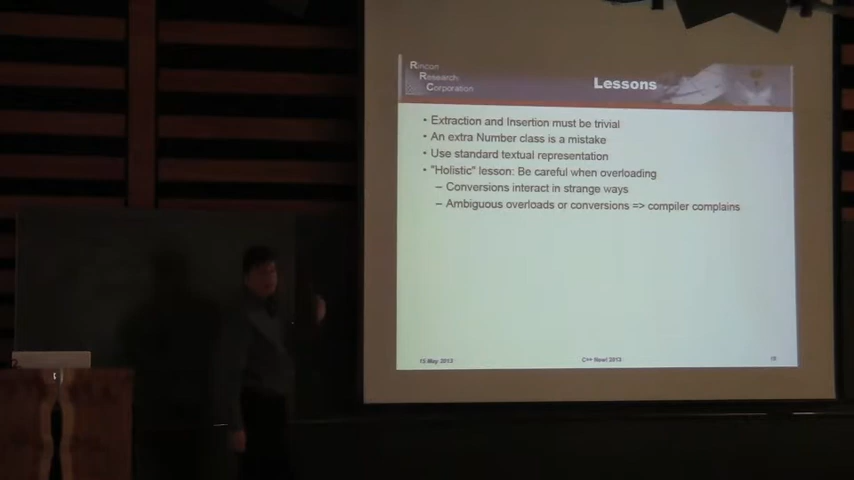 Rincon
Research
Corporation
Lessons
• Extraction and Insertion must be trivial
• An extra Number class is a mistake
• Use standard textual representation
• "Holistic" lesson: Be careful when overloading
– Conversions interact in strange ways
– Ambiguous overloads or conversions => compiler complains
15 May 2013
C++ Now! 2013